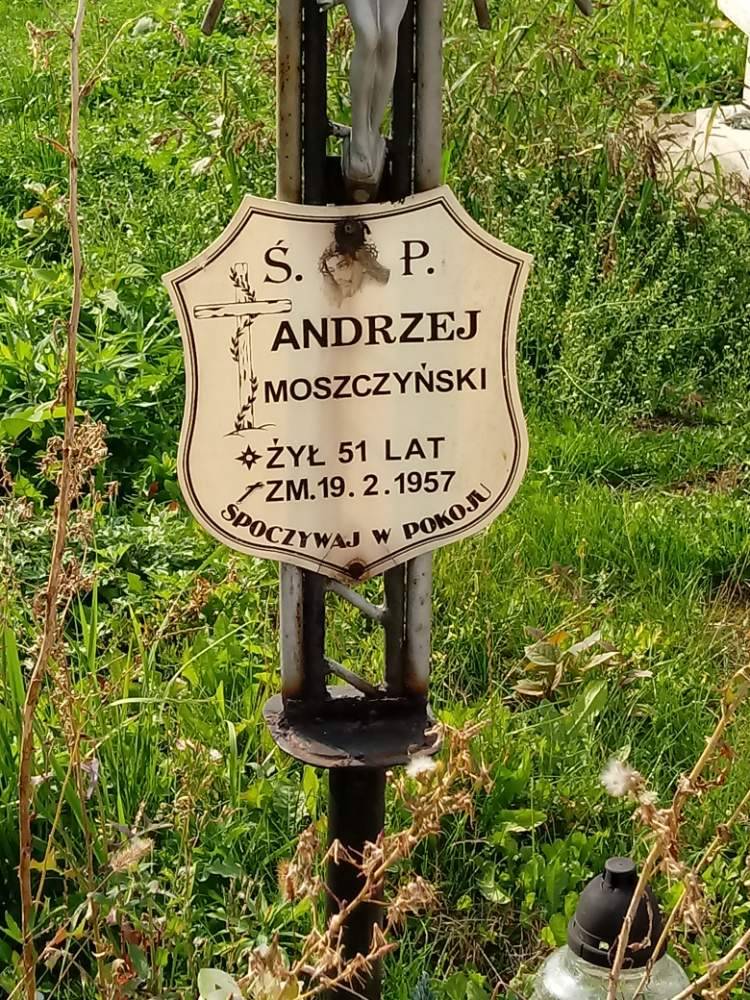 Ś. P.
ANDRZEJ
MOSZCZYŃSKI
ŻYŁ 51 LAT
ZM. 19. 2. 1957
SPOCZYWAJ W POKOJU